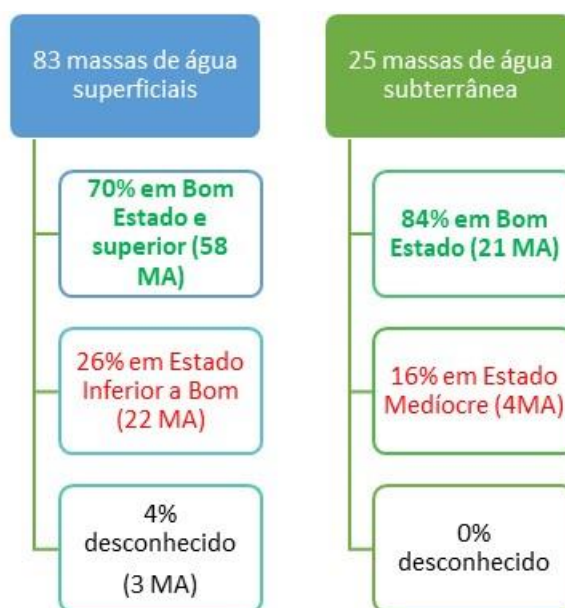 83 massas de água
superficiais
70% em Bom
Estado e
superior (58
MA)
26% em Estado
Inferior a Bom
(22 MA)
4%
desconhecido
(3 MA)
25 massas de água
subterrânea
84% em Bom
Estado (21 MA)
16% em Estado
Medíocre (4MA)
0%
desconhecido